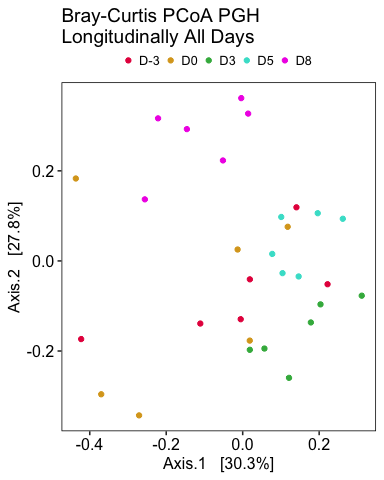 Bray-Curtis PCoA PGH
Longitudinally All Days
D-3 D0 D3 D5 D8
0.2
0.0
-0.2
Axis.2 [27.8%]
-0.4 -0.2 0.0 0.2
Axis.1 [30.3%]